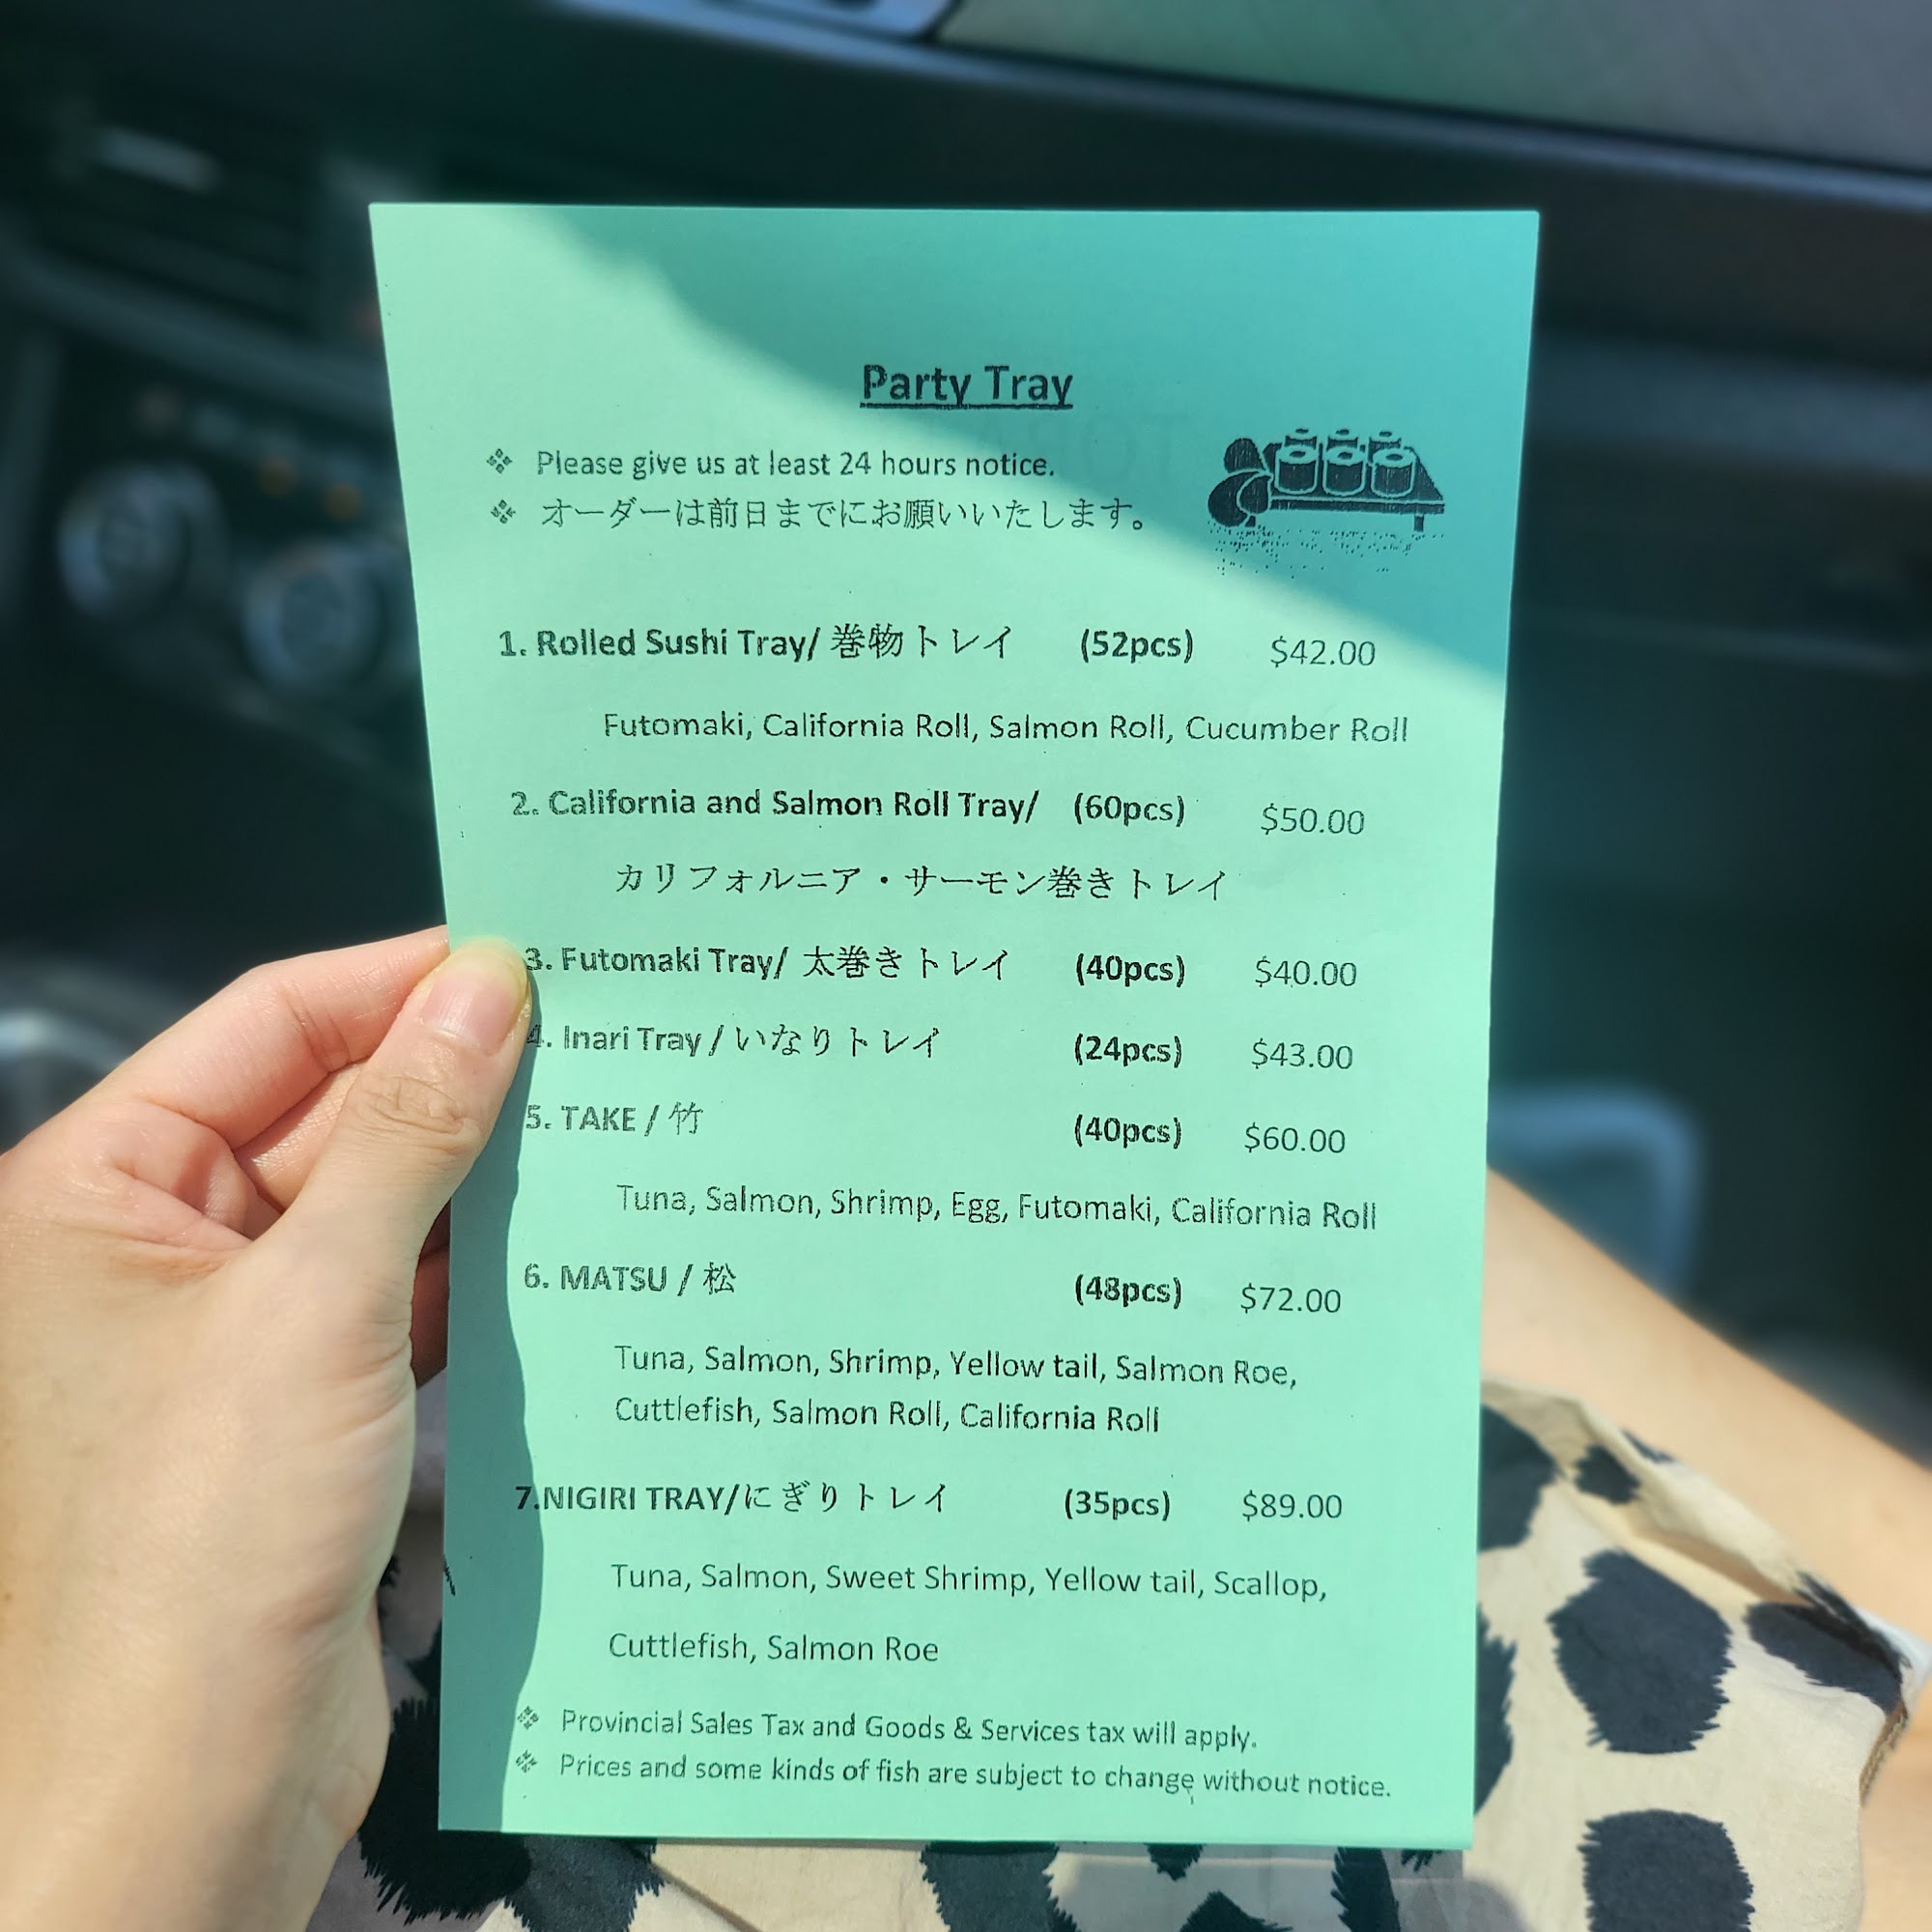 Party Tray
Please give us at least 24 hours notice.
オーダーは前日までにお願いいたします。
1. Rolled Sushi Tray/ 巻物トレイ (52pcs) $42.00
Futomaki, California Roll, Salmon Roll, Cucumber Roll
2. California and Salmon Roll Tray/ (60pcs) $50.00
カリフォルニア・サーモン巻きトレイ
3. Futomaki Tray/ 太巻きトレイ (40pcs) $40.00
4. Inari Tray / いなりトレイ (24pcs) $43.00
5. TAKE / 竹 (40pcs) $60.00
Tuna, Salmon, Shrimp, Egg, Futomaki, California Roll
6. MATSU / 松 (48pcs) $72.00
Tuna, Salmon, Shrimp, Yellow tail, Salmon Roe,
Cuttlefish, Salmon Roll, California Roll
7.NIGIRI TRAY/にぎりトレイ (35pcs) $89.00
Tuna, Salmon, Sweet Shrimp, Yellow tail, Scallop,
Cuttlefish, Salmon Roe
Provincial Sales Tax and Goods & Services tax will apply.
Prices and some kinds of fish are subject to change without notice.